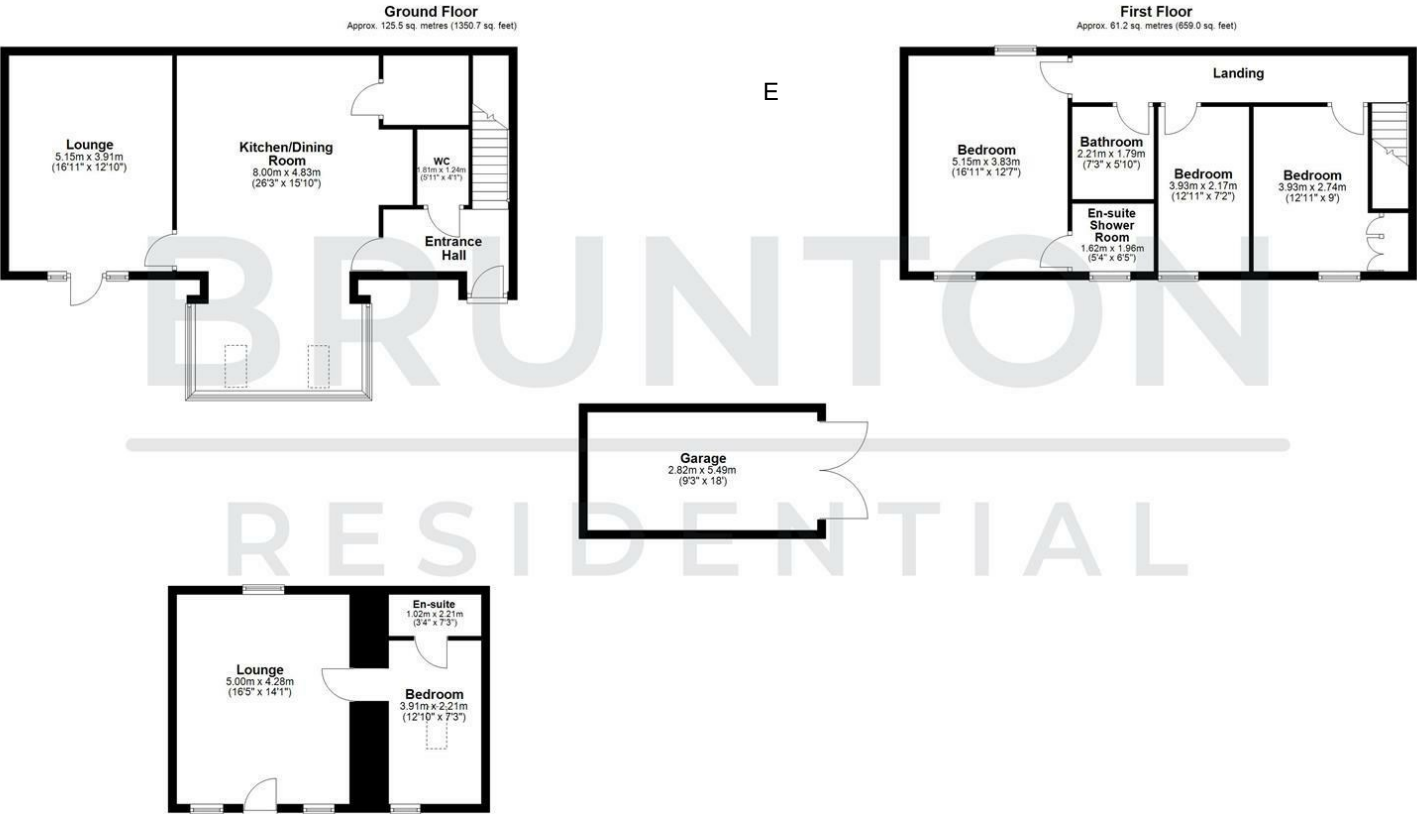 Ground Floor
Approx. 125.5 sq. metres (1350.7 sq. feet)
First Floor
Approx. 61.2 sq. metres (659.0 sq. feet)
E
Lounge
5.15m x 3.91m
(16'11" x 12'10")
Kitchen/Dining
Room
8.00m x 4.83m
(26'3" x 15'10")
WC
1.81m x 1.24m
(5'11" x 4'1")
Entrance
Hall
Landing
Bedroom
5.15m x 3.83m
(16'11" x 12'7")
Bathroom
2.21m x 1.79m
(7'3" x 5'10")
En-suite
Shower
Room
1.62m x 1.96m
(5'4" x 6'5")
Bedroom
3.93m x 2.17m
(12'11" x 7'2")
Bedroom
3.93m x 2.74m
(12'11" x 9')
BRUNTON
RESIDENTIAL
Garage
2.82m x 5.49m
(9'3" x 18')
Lounge
5.00m x 4.28m
(16'5" x 14'1")
En-suite
1.02m x 2.21m
(3'4" x 7'3")
Bedroom
3.91m x 2.21m
(12'10" x 7'3")